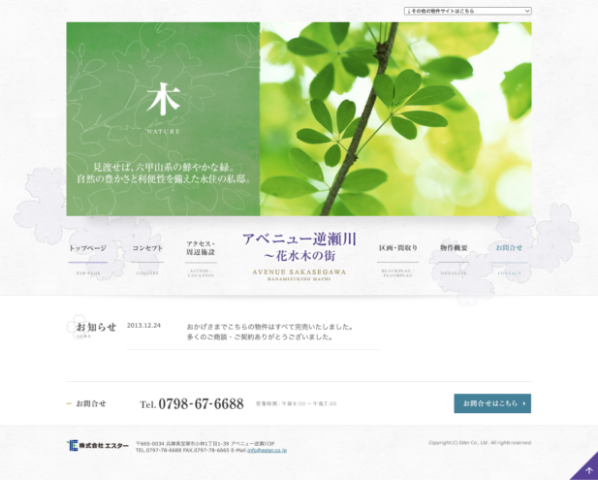 ↓その他の物件サイトはこちら
木
NATURE
見渡せば、六甲山系の鮮やかな緑。
自然の豊かさと利便性を備えた永住の私邸。
トップページ
TOP PAGE
コンセプト
CONCEPT
アクセス・
周辺施設
ACCESS・
LOCATION
アベニュー逆瀬川
～花水木の街
AVENUE SAKASEGAWA
HANAMIZUKINO MACHI
区画・間取り
BLOCKPLAN
FLOORPLAN
物件概要
お問合せ
CONTACT
お知らせ
NEWS
2013.12.24
おかげさまでこちらの物件はすべて完売いたしました。
多くのご商談・ご契約ありがとうございました。
お問合せ
Tel. 0798-67-6688
営業時間：午前9:00～午後7:00
お問合せはこちら
株式会社 エスター
〒665-0034 兵庫県宝塚市小林1丁目1-39 アベニュー逆瀬川3F
TEL.0797-78-6688 FAX.0797-78-6665 E-Mail.info@ester.co.jp
Copyright(C) Ester Co., Ltd. All rights reserved.